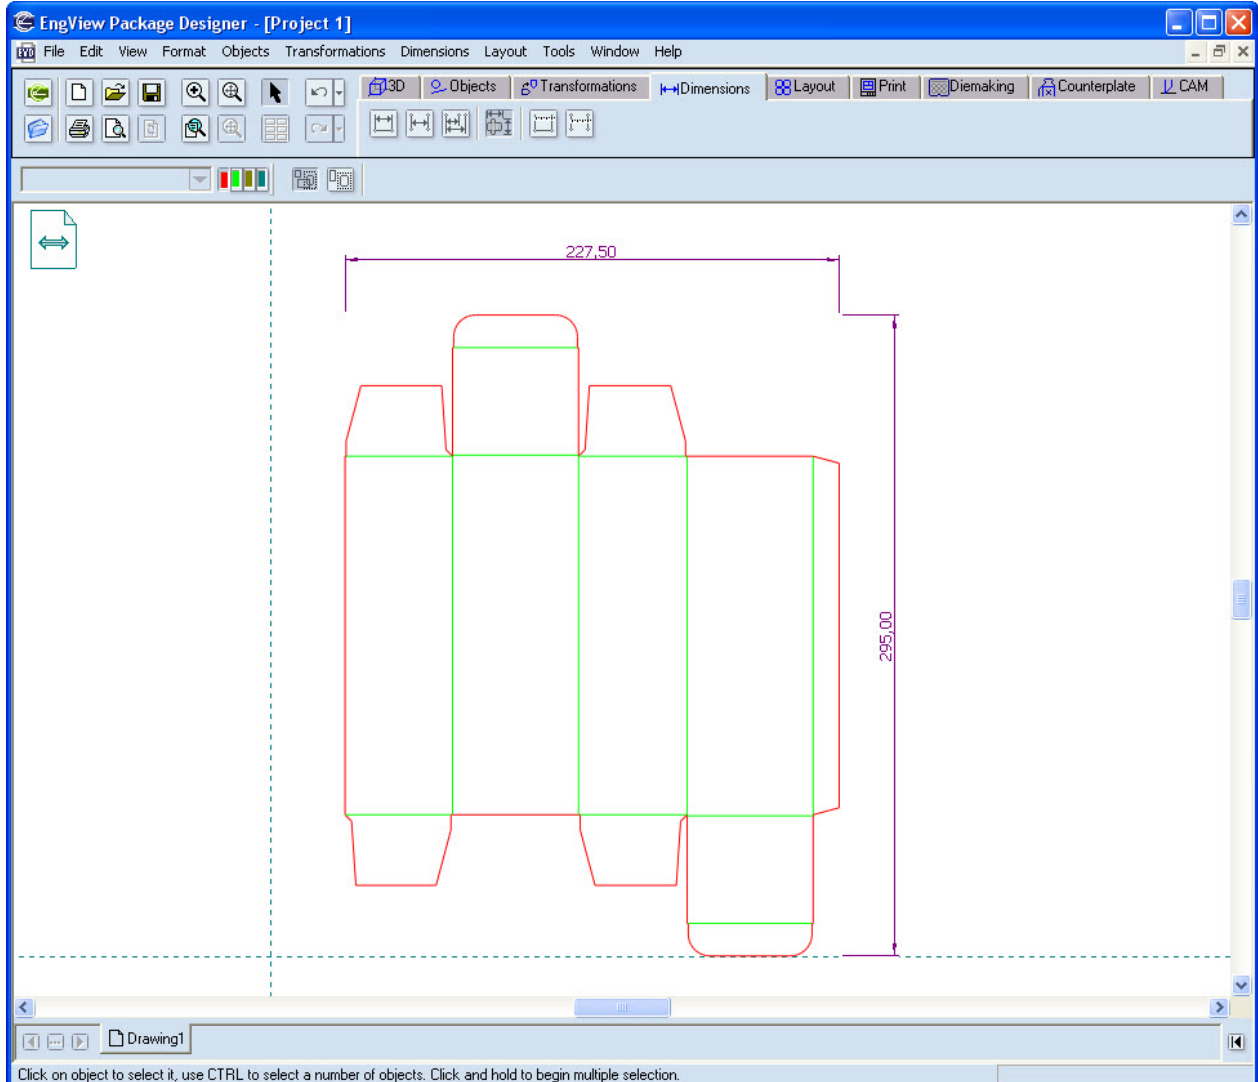 EngView Package Designer - [Project 1]
File Edit View Format Objects Transformations Dimensions Layout Tools Window Help
3D Objects Transformations Dimensions Layout Print Diemaking Counterplate CAM
227,50
295,00
Drawing1
Click on object to select it, use CTRL to select a number of objects. Click and hold to begin multiple selection.